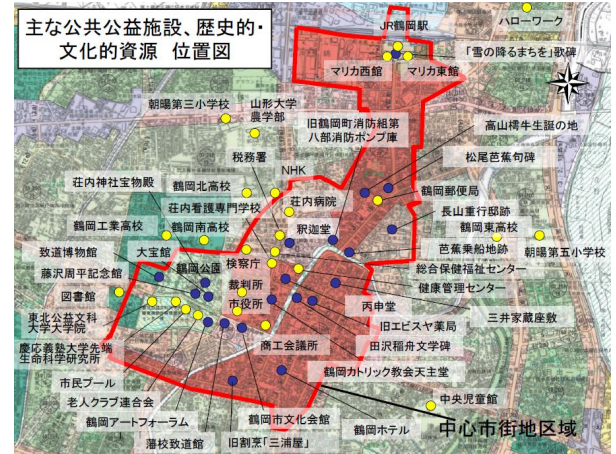 主な公共公益施設、歴史的・
文化的資源 位置図
JR鶴岡駅
ハローワーク
「雪の降るまちを」歌碑
マリカ西館
マリカ東館
朝暘第三小学校
山形大学
農学部
旧鶴岡町消防組第
八部消防ポンプ庫
高山樗牛生誕の地
税務署
松尾芭蕉句碑
NHK
荘内神社宝物殿
鶴岡北高校
鶴岡郵便局
荘内看護専門学校
荘内病院
長山重行邸跡
鶴岡工業高校
鶴岡南高校
釈迦堂
鶴岡東高校
致道博物館
大宝館
芭蕉乗船地跡
朝暘第五小学校
鶴岡公園
検察庁
総合保健福祉センター
藤沢周平記念館
裁判所
健康管理センター
図書館
市役所
丙申堂
東北公益文科
大学大学院
旧エビスヤ薬局
三井家蔵座敷
商工会議所
田沢稲舟文学碑
慶応義塾大学先端
生命科学研究所
鶴岡カトリック教会天主堂
市民プール
老人クラブ連合会
中央児童館
鶴岡アートフォーラム
鶴岡市文化会館
鶴岡ホテル
中心市街地区域
藩校致道館
旧割烹「三浦屋」